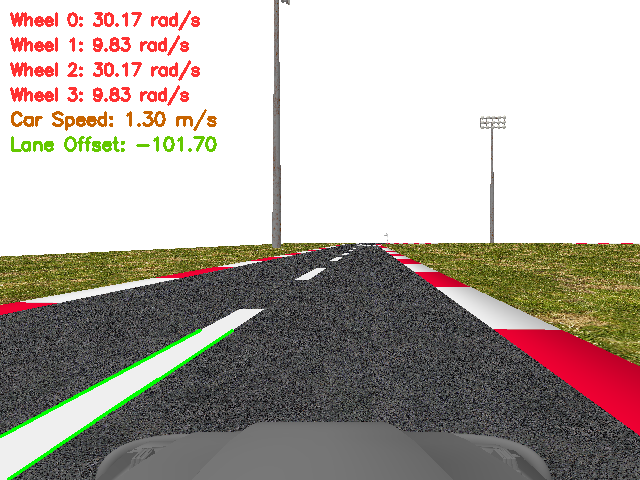 Wheel 0: 30.17 rad/s
Wheel 1: 9.83 rad/s
Wheel 2: 30.17 rad/s
Wheel 3: 9.83 rad/s
Car Speed: 1.30 m/s
Lane Offset: -101.70